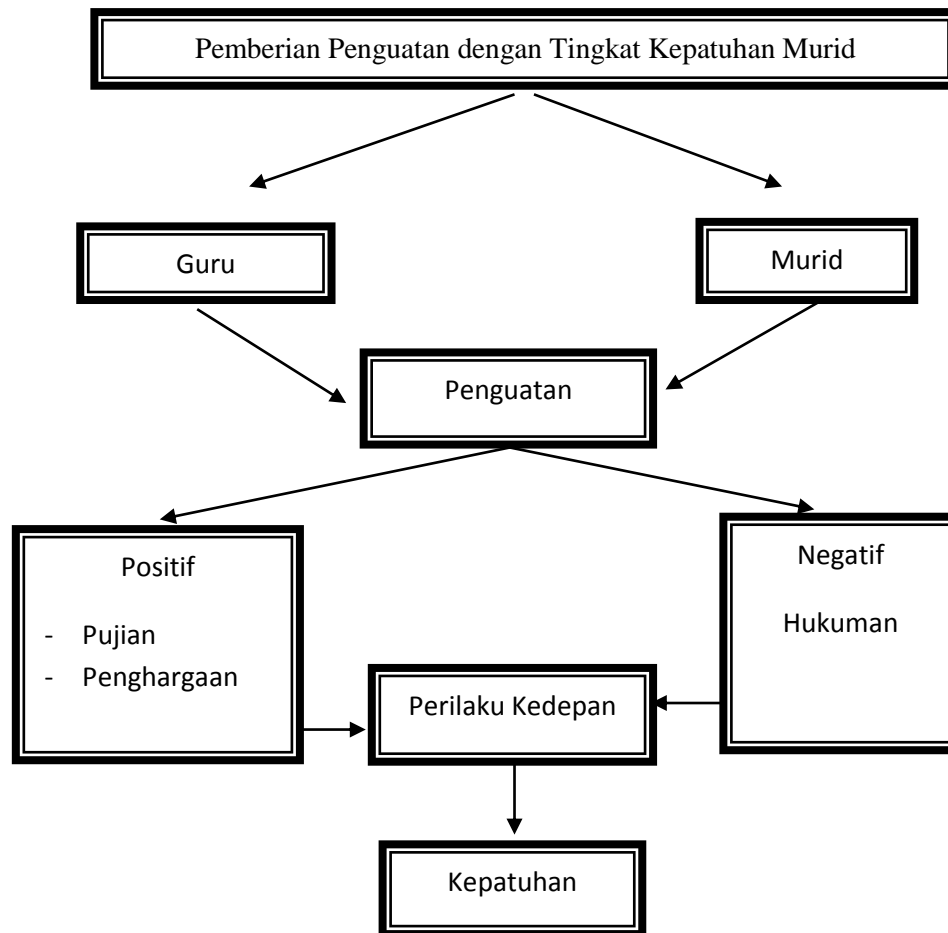 Pemberian Penguatan dengan Tingkat Kepatuhan Murid
Guru
Murid
Penguatan
Positif
- Pujian
- Penghargaan
Negatif
Hukuman
Perilaku Kedepan
Kepatuhan